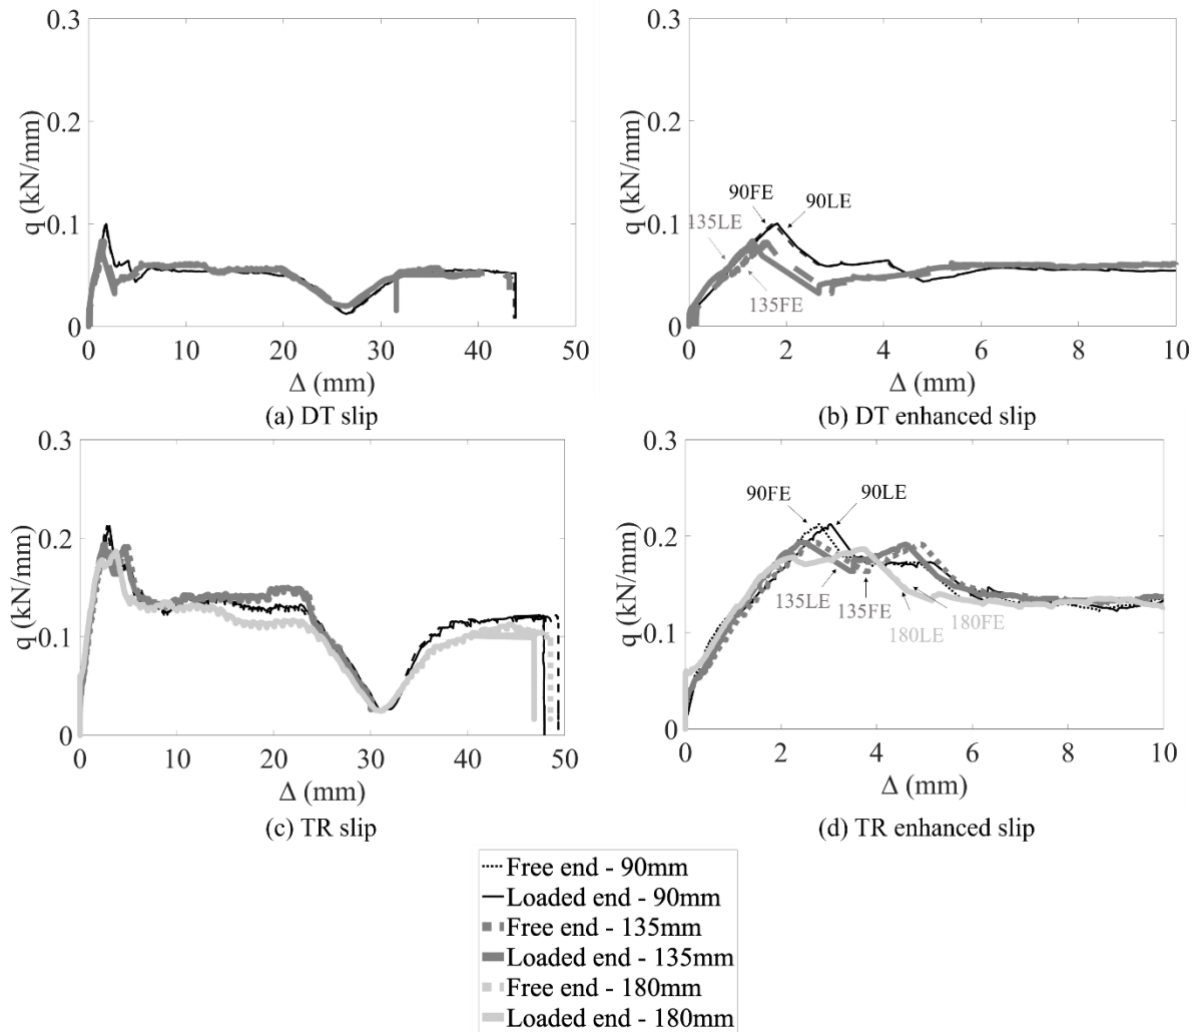 0.3
0.2
0.1
0
q (kN/mm)
0 10 20 30 40 50
Δ (mm)
(a) DT slip
0.3
0.2
0.1
0
q (kN/mm)
90FE
90LE
135LE
135FE
0 2 4 6 8 10
Δ (mm)
(b) DT enhanced slip
0.3
0.2
0.1
0
q (kN/mm)
0 10 20 30 40 50
Δ (mm)
(c) TR slip
0.3
0.2
0.1
0
q (kN/mm)
90FE
90LE
135LE
135FE
180LE
180FE
0 2 4 6 8 10
Δ (mm)
(d) TR enhanced slip
Free end - 90mm
Loaded end - 90mm
Free end - 135mm
Loaded end - 135mm
Free end - 180mm
Loaded end - 180mm